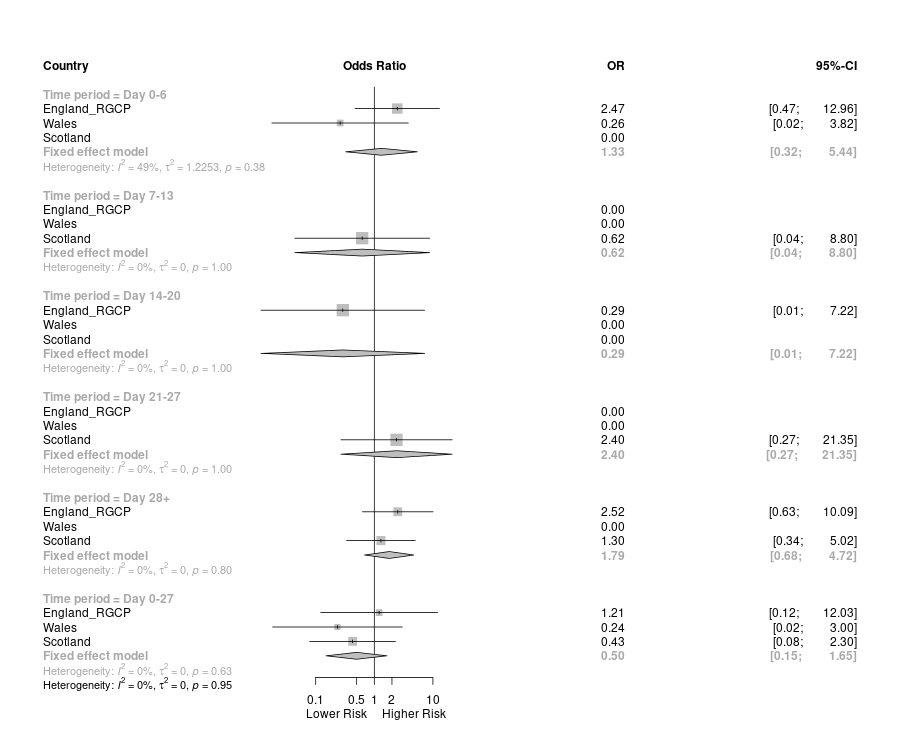 Country Odds Ratio OR 95%-CI
Time period = Day 0-6
England_RGCP 2.47 [0.47; 12.96]
Wales 0.26 [0.02; 3.82]
Scotland 0.00
Fixed effect model 1.33 [0.32; 5.44]
Heterogeneity: I² = 49%, τ² = 1.2253, p = 0.38
Time period = Day 7-13
England_RGCP 0.00
Wales 0.00
Scotland 0.62 [0.04; 8.80]
Fixed effect model 0.62 [0.04; 8.80]
Heterogeneity: I² = 0%, τ² = 0, p = 1.00
Time period = Day 14-20
England_RGCP 0.29 [0.01; 7.22]
Wales 0.00
Scotland 0.00
Fixed effect model 0.29 [0.01; 7.22]
Heterogeneity: I² = 0%, τ² = 0, p = 1.00
Time period = Day 21-27
England_RGCP 0.00
Wales 0.00
Scotland 2.40 [0.27; 21.35]
Fixed effect model 2.40 [0.27; 21.35]
Heterogeneity: I² = 0%, τ² = 0, p = 1.00
Time period = Day 28+
England_RGCP 2.52 [0.63; 10.09]
Wales 0.00
Scotland 1.30 [0.34; 5.02]
Fixed effect model 1.79 [0.68; 4.72]
Heterogeneity: I² = 0%, τ² = 0, p = 0.80
Time period = Day 0-27
England_RGCP 1.21 [0.12; 12.03]
Wales 0.24 [0.02; 3.00]
Scotland 0.43 [0.08; 2.30]
Fixed effect model 0.50 [0.15; 1.65]
Heterogeneity: I² = 0%, τ² = 0, p = 0.63
Heterogeneity: I² = 0%, τ² = 0, p = 0.95
0.1 0.5 1 2 10
Lower Risk Higher Risk